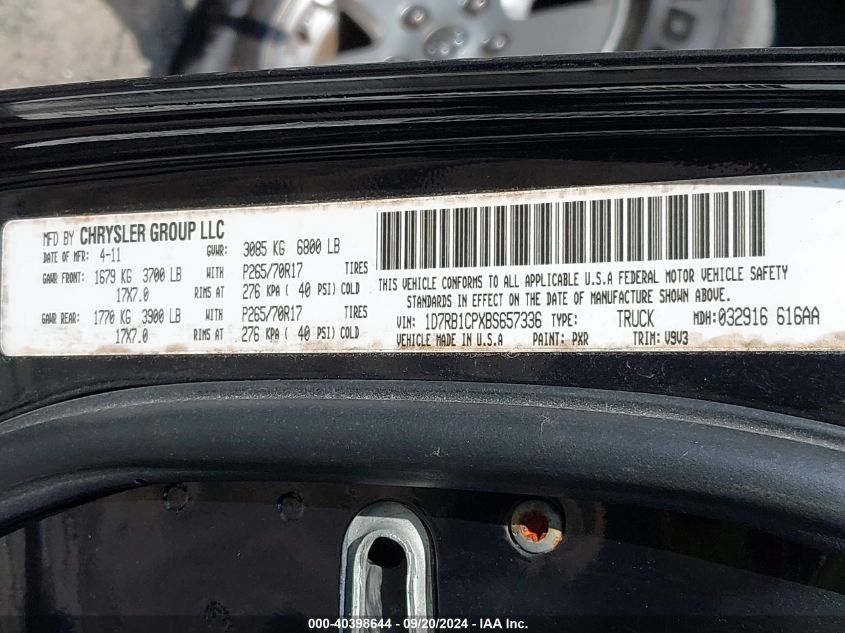 MFD BY CHRYSLER GROUP LLC
DATE OF MFR: 4-11 GVWR: 3085 KG 6800 LB
GAWR FRONT: 1679 KG 3700 LB WITH P265/70R17 TIRES
17X7.0 RIMS AT 276 KPA ( 40 PSI) COLD
GAWR REAR: 1770 KG 3900 LB WITH P265/70R17 TIRES
17X7.0 RIMS AT 276 KPA ( 40 PSI) COLD
THIS VEHICLE CONFORMS TO ALL APPLICABLE U.S.A FEDERAL MOTOR VEHICLE SAFETY
STANDARDS IN EFFECT ON THE DATE OF MANUFACTURE SHOWN ABOVE.
VIN: 1D7RB1CPXBS657336 TYPE: TRUCK MDH: 032916 616AA
VEHICLE MADE IN U.S.A PAINT: PXR TRIM: V9V3
000-40398644 - 09/20/2024 - IAA Inc.